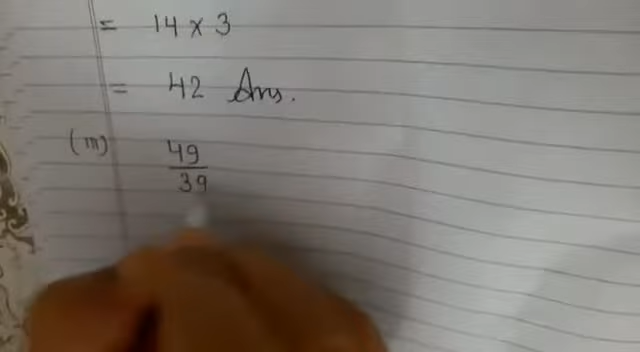 = 14 x 3
= 42 Ans.
(m) 49
39